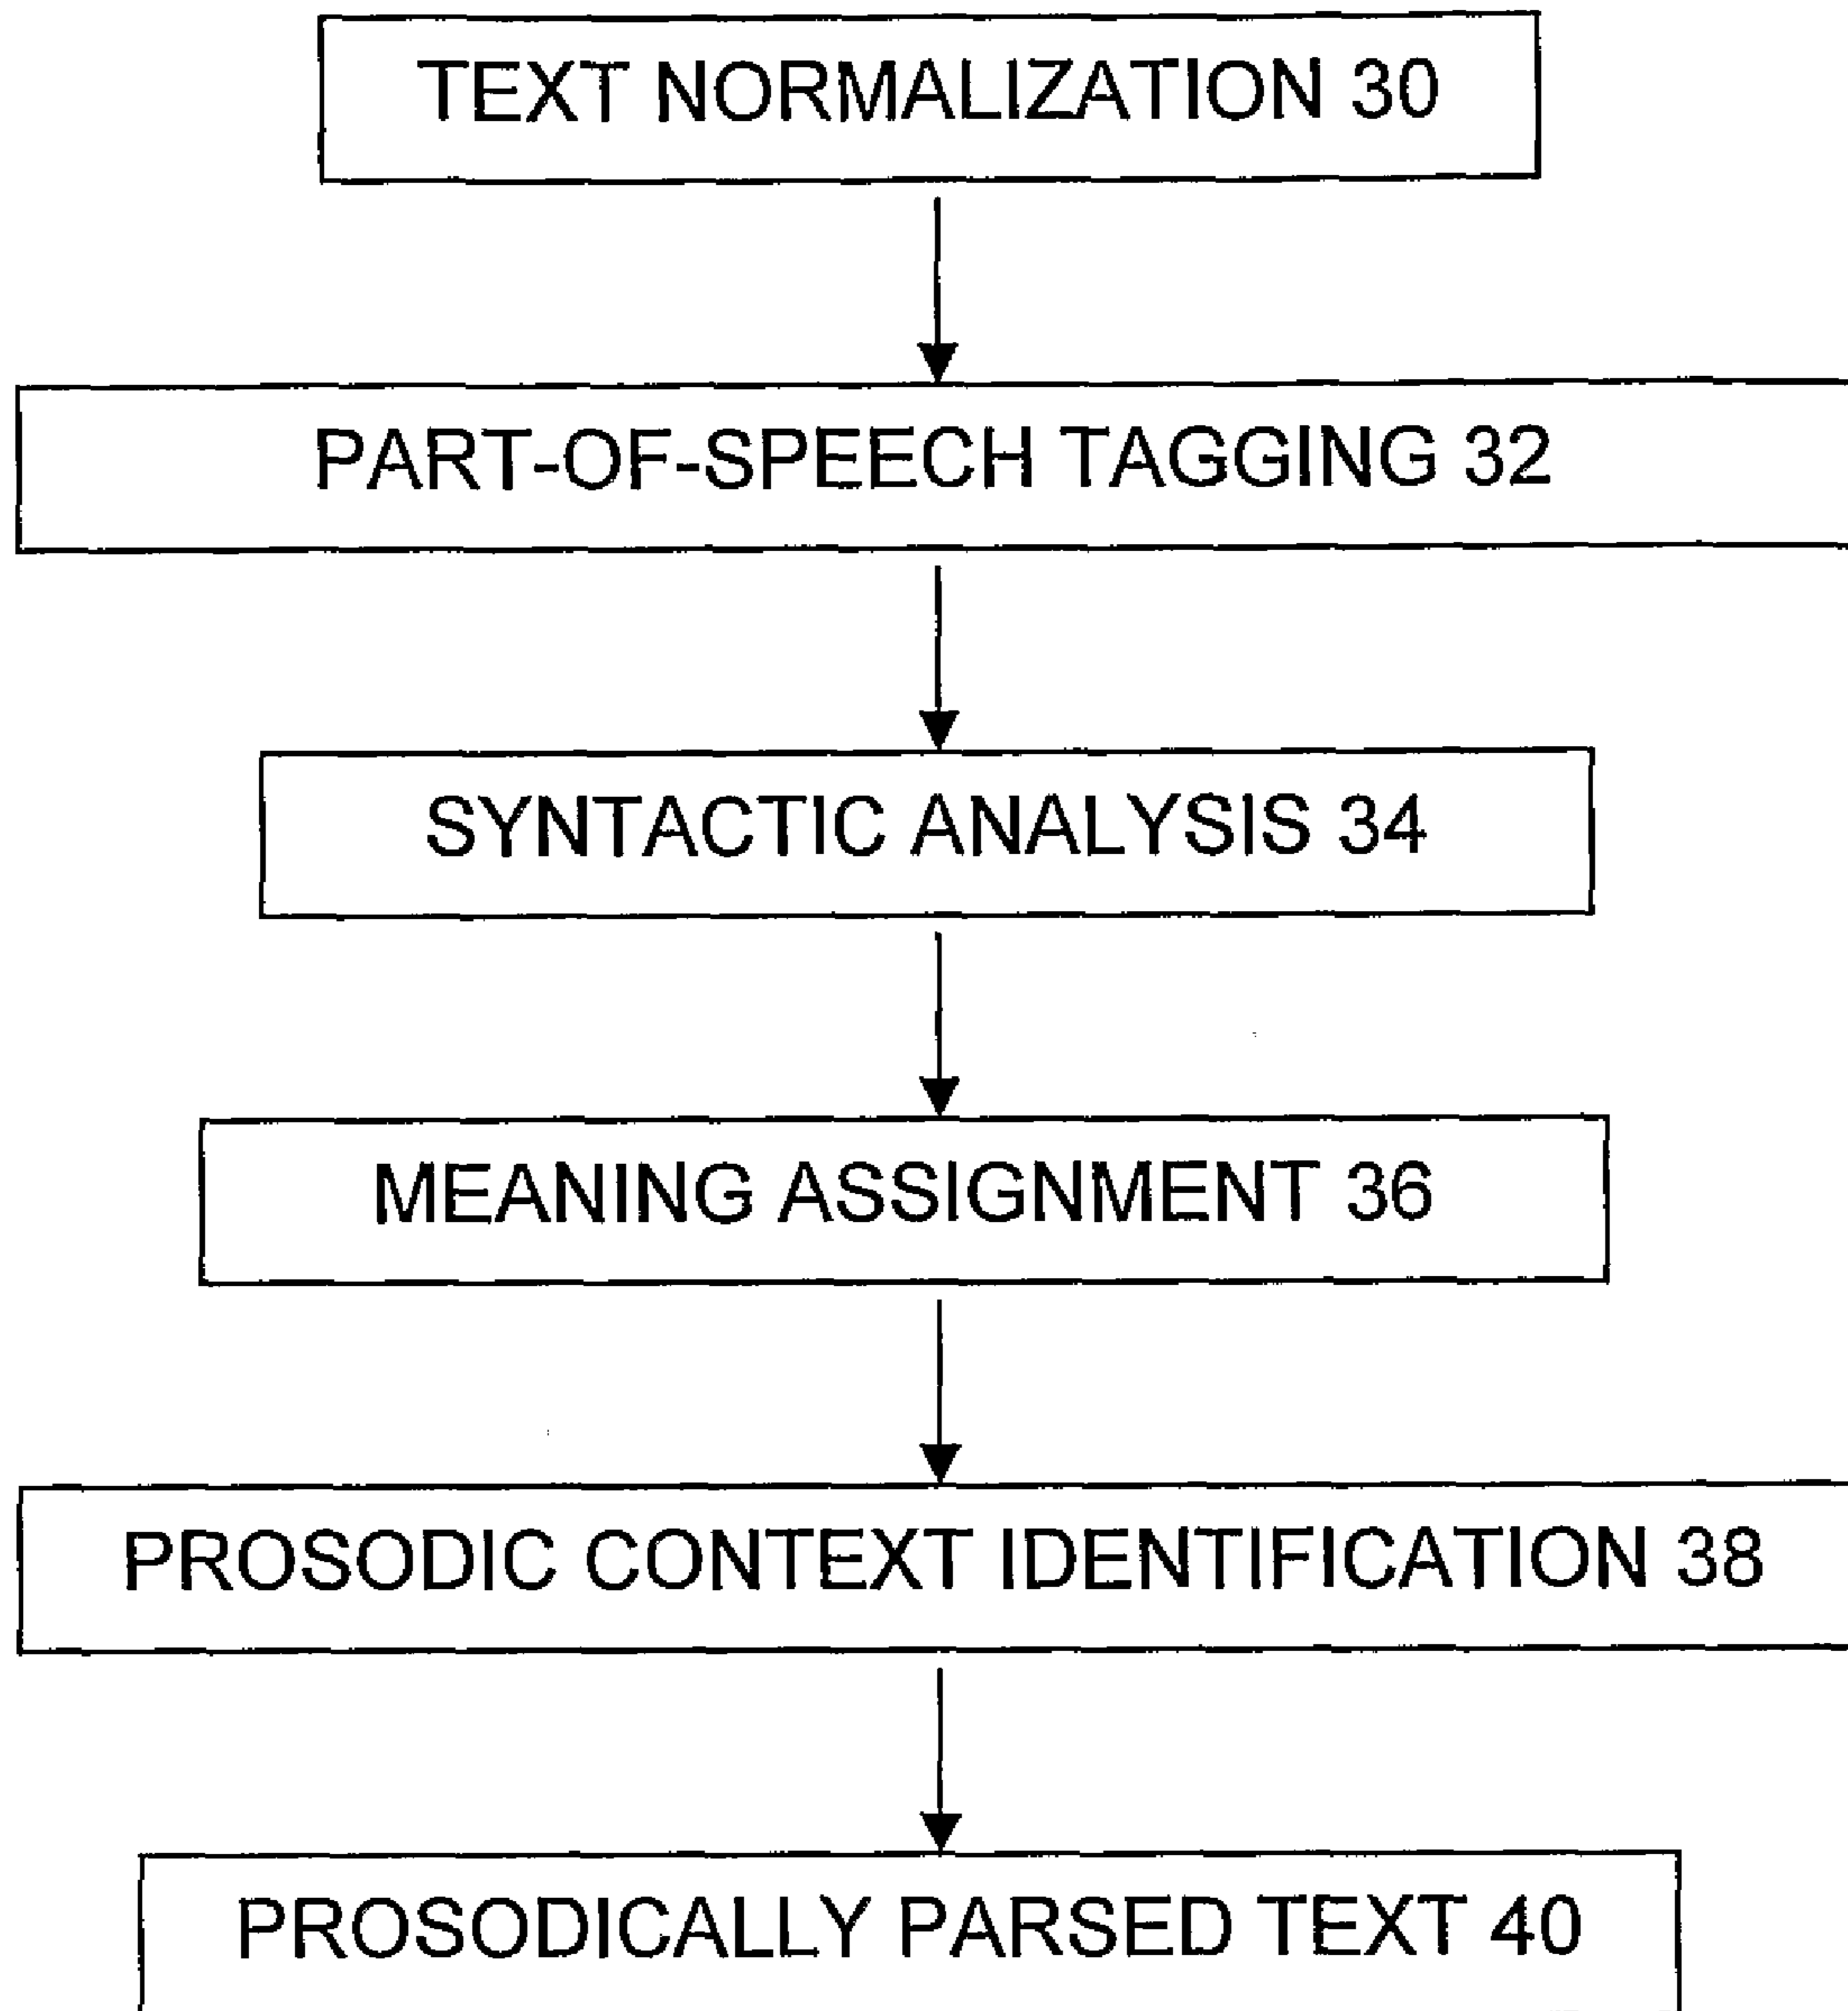 TEXT NORMALIZATION 30
PART-OF-SPEECH TAGGING 32
SYNTACTIC ANALYSIS 34
MEANING ASSIGNMENT 36
PROSODIC CONTEXT IDENTIFICATION 38
PROSODICALLY PARSED TEXT 40